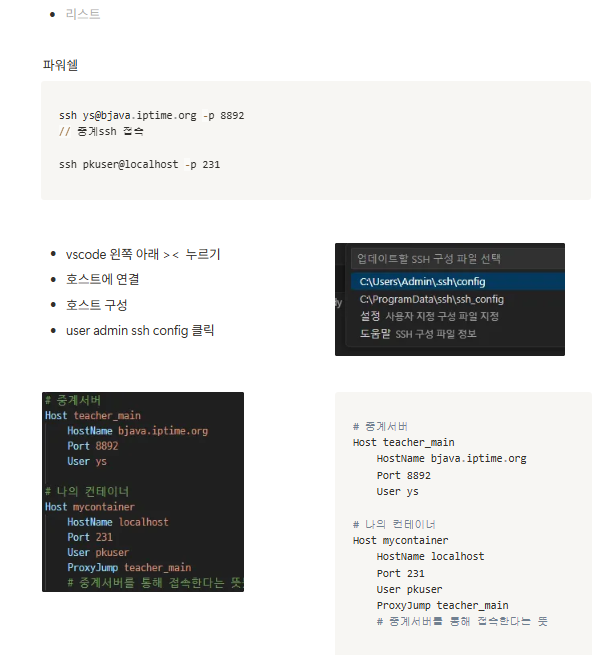 리스트
파워쉘
ssh ys@bjava.iptime.org -p 8892
// 중계ssh 접속
ssh pkuser@localhost -p 231
vscode 왼쪽 아래 >< 누르기
호스트에 연결
호스트 구성
user admin ssh config 클릭
업데이트할 SSH 구성 파일 선택
C:\Users\Admin\.ssh\config
dy
C:\ProgramData\ssh\ssh_config
설정 사용자 지정 구성 파일 지정
도움말 SSH 구성 파일 정보
# 중계서버
Host teacher_main
HostName bjava.iptime.org
Port 8892
User ys
# 나의 컨테이너
Host mycontainer
HostName localhost
Port 231
User pkuser
ProxyJump teacher_main
# 중계서버를 통해 접속한다는 뜻
# 중계서버
Host teacher_main
HostName bjava.iptime.org
Port 8892
User ys
# 나의 컨테이너
Host mycontainer
HostName localhost
Port 231
User pkuser
ProxyJump teacher_main
# 중계서버를 통해 접속한다는 뜻